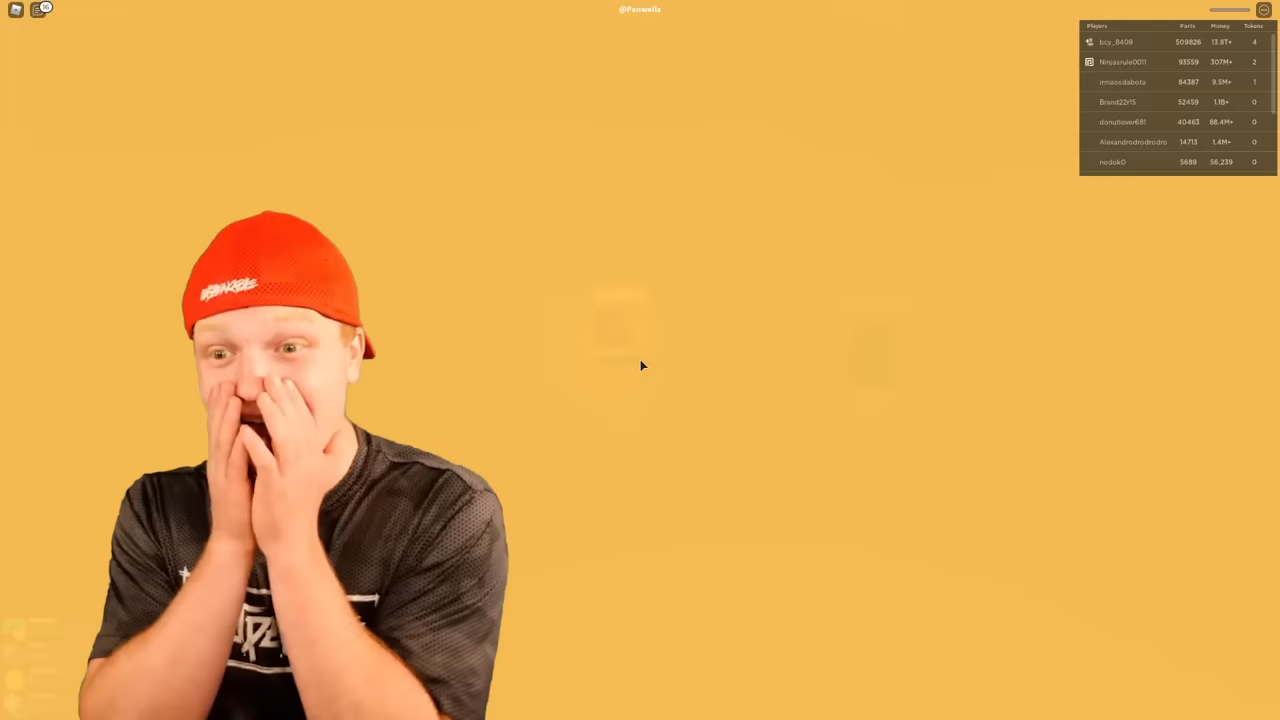 16
@Panwellz
Players Parts Money Tokens
bcy_8409 509826 13.8T+ 4
Ninjasrule0011 93559 307M+ 2
irmaosdabota 84387 9.5M+ 1
Brand22r15 52459 1.1B+ 0
donutlover681 40463 88.4M+ 0
Alexandrodrodrodro 14713 1.4M+ 0
nodok0 5689 56,239 0